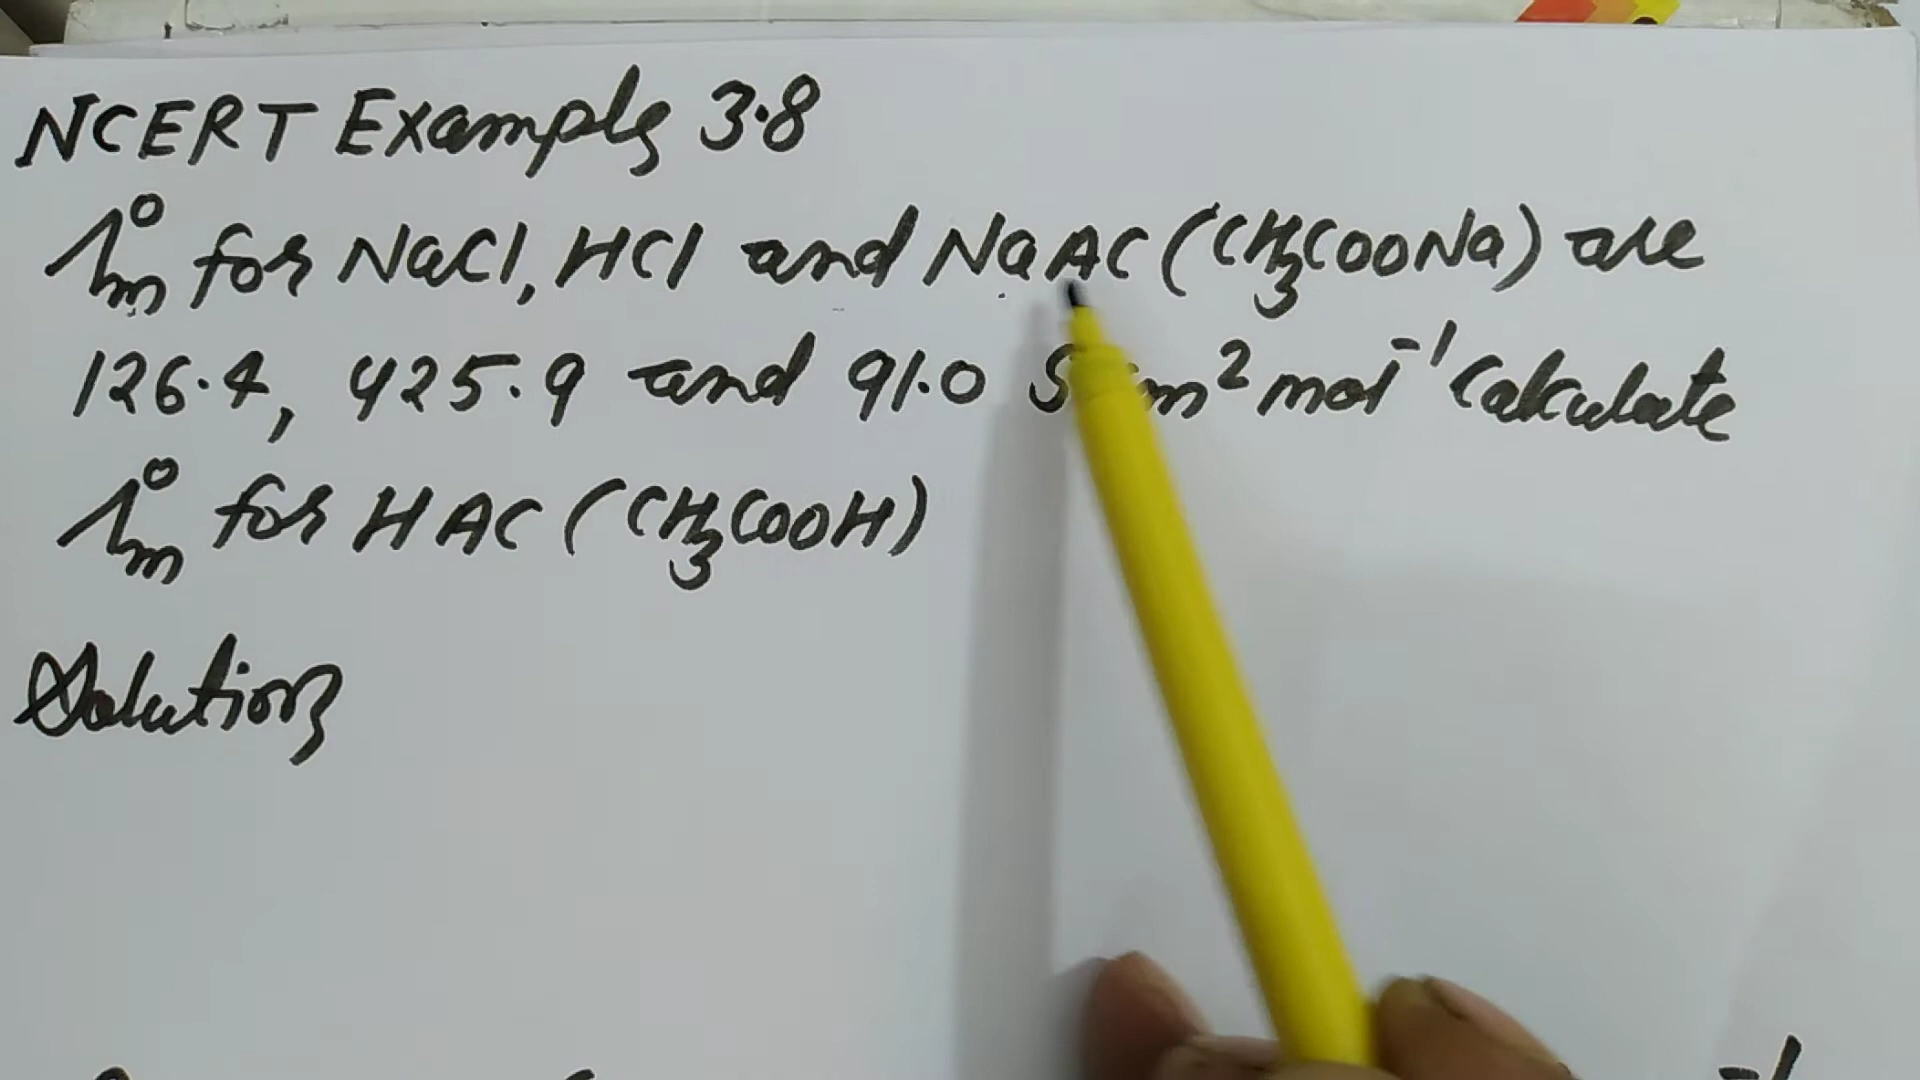 NCERT Example 3.8
Λ°m for NaCl, HCl and NaAC (CH₃COONa) are
126.4, 425.9 and 91.0 S m² mol⁻¹ Calculate
Λ°m for HAC (CH₃COOH)
Solution